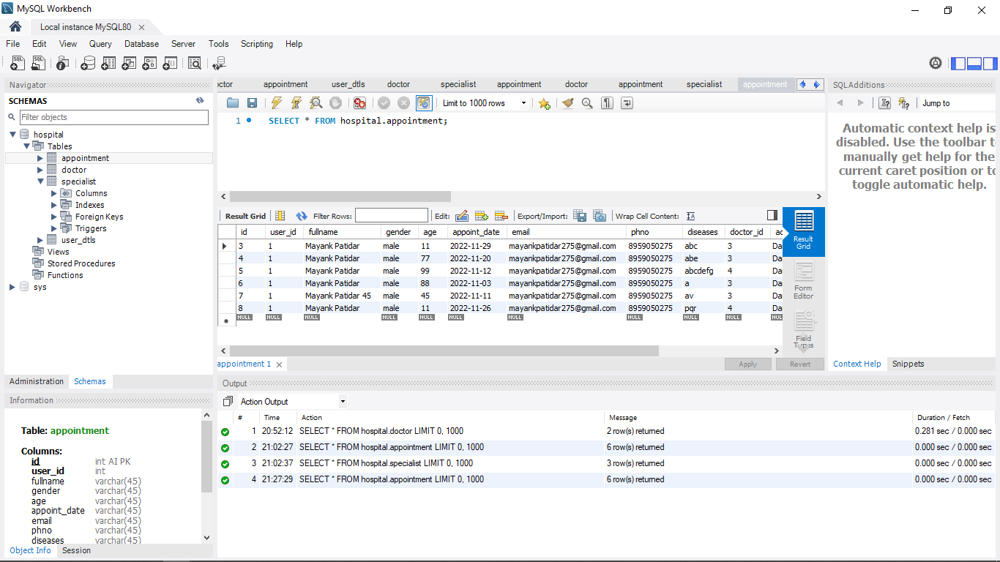 MySQL Workbench
Local instance MySQL80
File Edit View Query Database Server Tools Scripting Help
Navigator
SCHEMAS
Filter objects
hospital
Tables
appointment
doctor
specialist
Columns
Indexes
Foreign Keys
Triggers
user_dtls
Views
Stored Procedures
Functions
sys
Administration Schemas
Information
Table: appointment
Columns:
id int AI PK
user_id int
fullname varchar(45)
gender varchar(45)
age varchar(45)
appoint_date varchar(45)
email varchar(45)
phno varchar(45)
diseases varchar(45)
Object Info Session
octor appointment user_dtls doctor specialist appointment doctor appointment specialist appointment
Limit to 1000 rows
1 SELECT * FROM hospital.appointment;
Result Grid Filter Rows: Edit: Export/Import: Wrap Cell Content:
id user_id fullname gender age appoint_date email phno diseases doctor_id ac
3 1 Mayank Patidar male 11 2022-11-29 mayankpatidar275@gmail.com 8959050275 abc 3 Da
4 1 Mayank Patidar male 77 2022-11-20 mayankpatidar275@gmail.com 8959050275 abe 3 Da
5 1 Mayank Patidar male 99 2022-11-12 mayankpatidar275@gmail.com 8959050275 abcdefg 4 Da
6 1 Mayank Patidar male 88 2022-11-03 mayankpatidar275@gmail.com 8959050275 a 3 Da
7 1 Mayank Patidar 45 male 45 2022-11-11 mayankpatidar275@gmail.com 8959050275 av 3 Da
8 1 Mayank Patidar male 11 2022-11-26 mayankpatidar275@gmail.com 8959050275 pqr 4 Da
NULL NULL NULL NULL NULL NULL NULL NULL NULL NULL NULL
Result
Grid
Form
Editor
Field
Types
appointment 1 Apply Revert
SQLAdditions
Jump to
Automatic context help is
disabled. Use the toolbar t
manually get help for the
current caret position or to
toggle automatic help.
Context Help Snippets
Output
Action Output
# Time Action Message Duration / Fetch
1 20:52:12 SELECT * FROM hospital.doctor LIMIT 0, 1000 2 row(s) returned 0.281 sec / 0.000 sec
2 21:02:27 SELECT * FROM hospital.appointment LIMIT 0, 1000 6 row(s) returned 0.000 sec / 0.000 sec
3 21:02:37 SELECT * FROM hospital.specialist LIMIT 0, 1000 3 row(s) returned 0.000 sec / 0.000 sec
4 21:27:29 SELECT * FROM hospital.appointment LIMIT 0, 1000 6 row(s) returned 0.000 sec / 0.000 sec